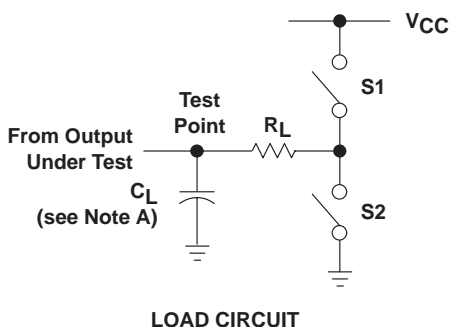 VCC
S1
Test
Point
RL
From Output
Under Test
CL
(see Note A)
S2
LOAD CIRCUIT